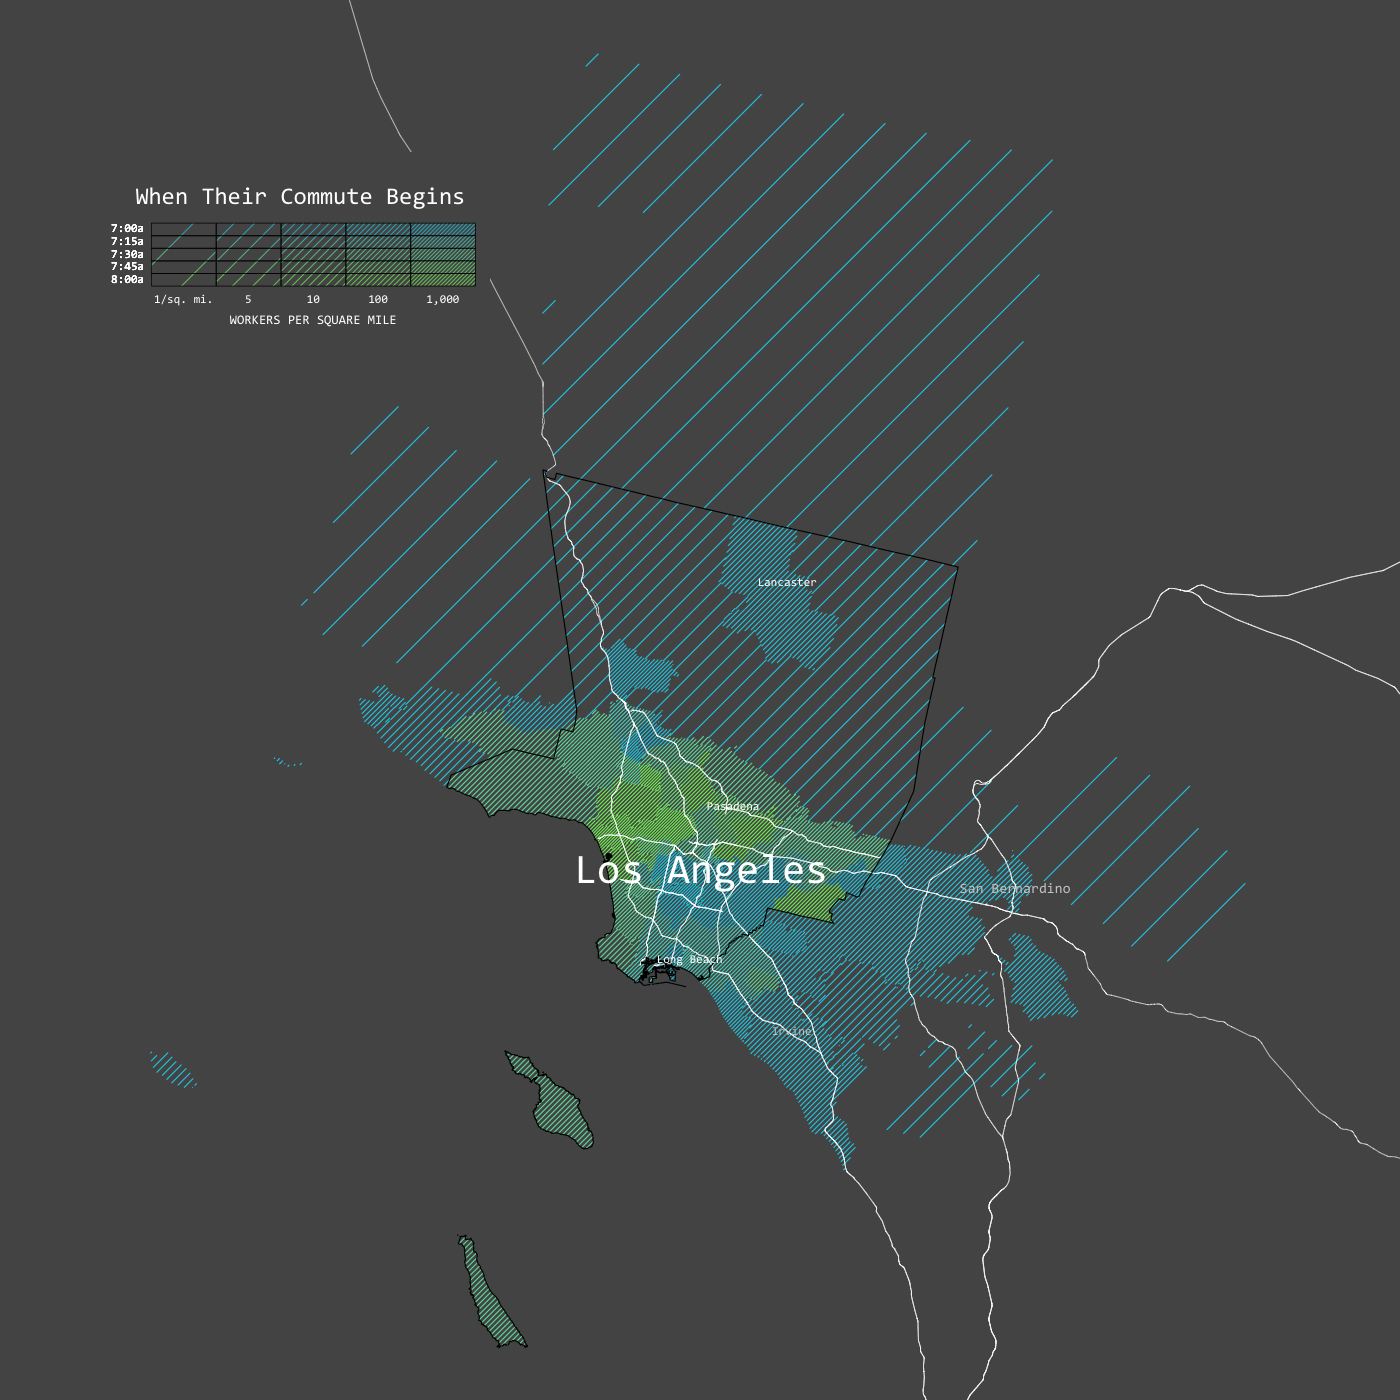 When Their Commute Begins
7:00a
7:15a
7:30a
7:45a
8:00a
1/sq. mi. 5 10 100 1,000
WORKERS PER SQUARE MILE
Lancaster
Pasadena
Los Angeles
San Bernardino
Long Beach
Irvine